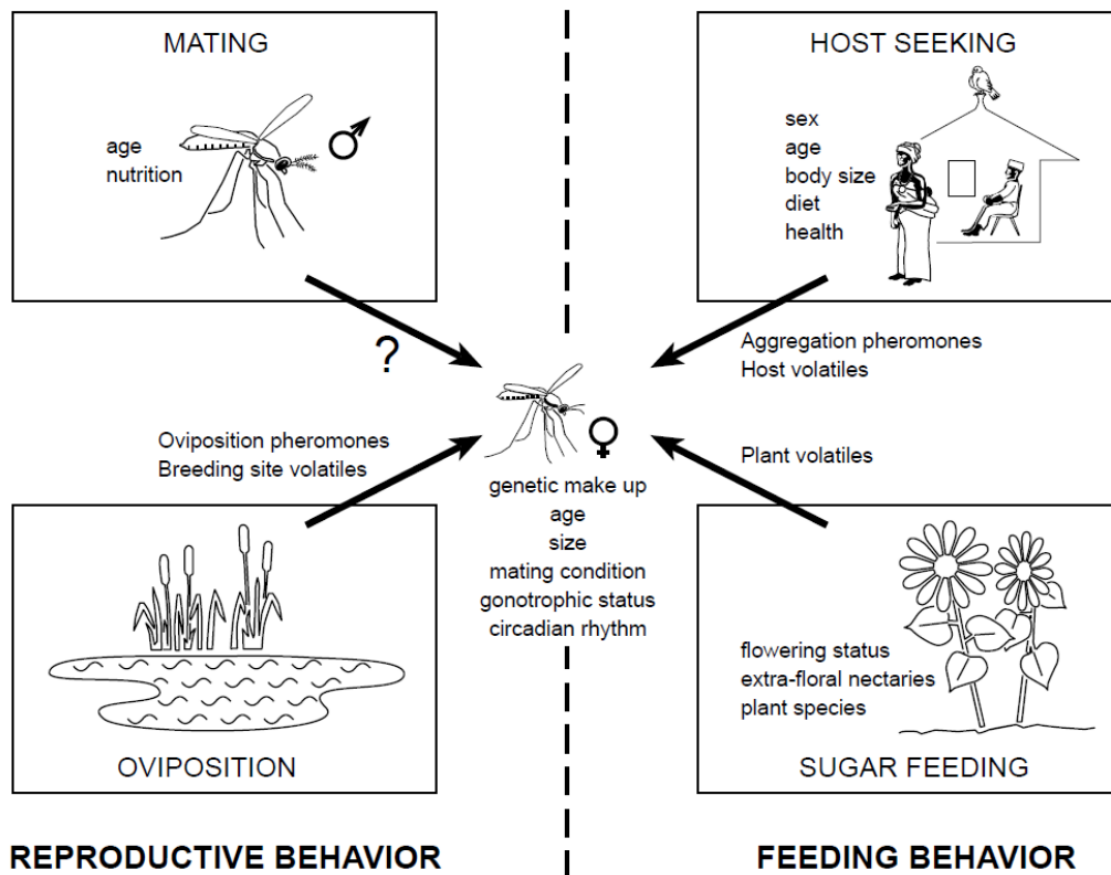 MATING
age
nutrition
HOST SEEKING
sex
age
body size
diet
health
?
Aggregation pheromones
Host volatiles
Oviposition pheromones
Breeding site volatiles
Plant volatiles
genetic make up
age
size
mating condition
gonotrophic status
circadian rhythm
OVIPOSITION
flowering status
extra-floral nectaries
plant species
SUGAR FEEDING
REPRODUCTIVE BEHAVIOR
FEEDING BEHAVIOR